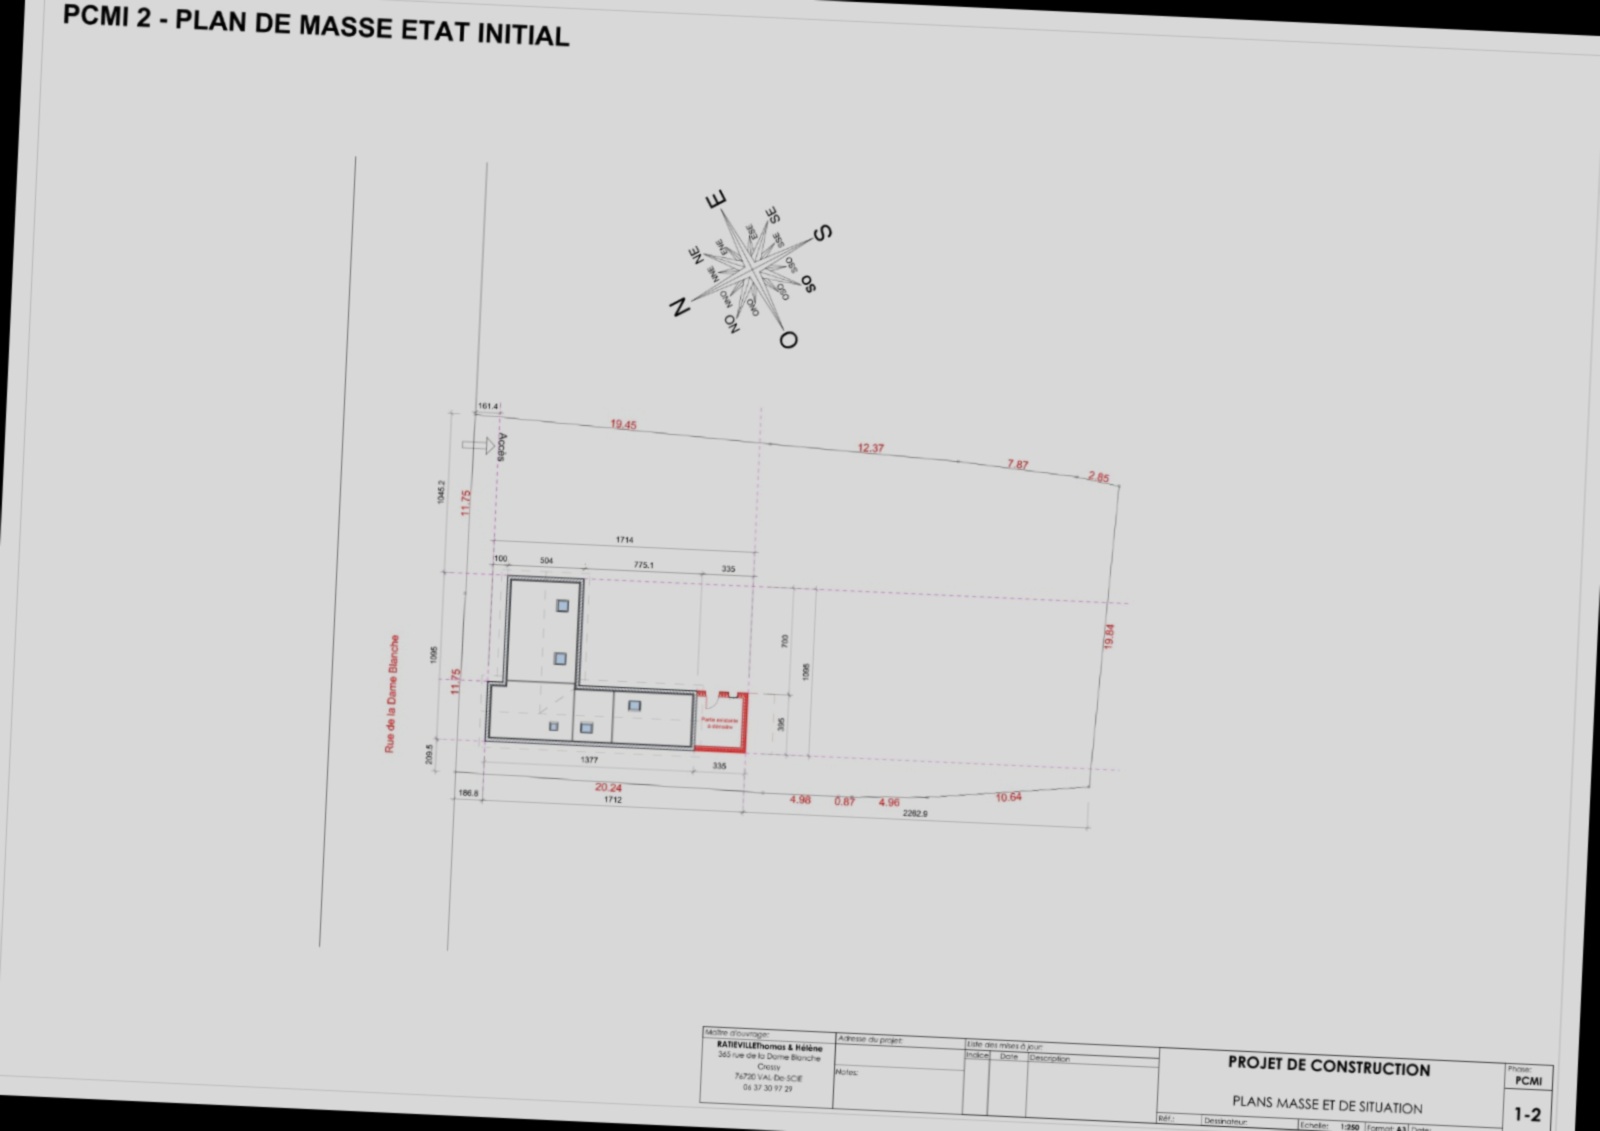 PCMI 2 - PLAN DE MASSE ETAT INITIAL
E
SE
ESE
S
SSE
ENE
NE
SSO
NNE
SO
OSO
N
NNO
ONO
NO
O
161.4
19.45
12.37
7.87
2.85
Accès
1045.2
11.75
1714
100
504
775.1
335
19.84
700
1095
1095
11.75
Rue de la Dame Blanche
395
Partie existante
à démolir
209.5
1377
335
186.8
20.24
1712
4.98
0.87
4.96
10.64
2282.9
Maître d'ouvrage:
RATIEVILLEThomas & Hélène
365 rue de la Dame Blanche
Crosty
76720 VAL-De-SCIE
06 37 30 97 29
Adresse du projet:
Notes:
Liste des mises à jour:
Indice Date Description
PROJET DE CONSTRUCTION
PLANS MASSE ET DE SITUATION
Phase:
PCMI
1-2
Réf.:
Dessinateur:
Echelle: 1:250
Format: A3
Date: